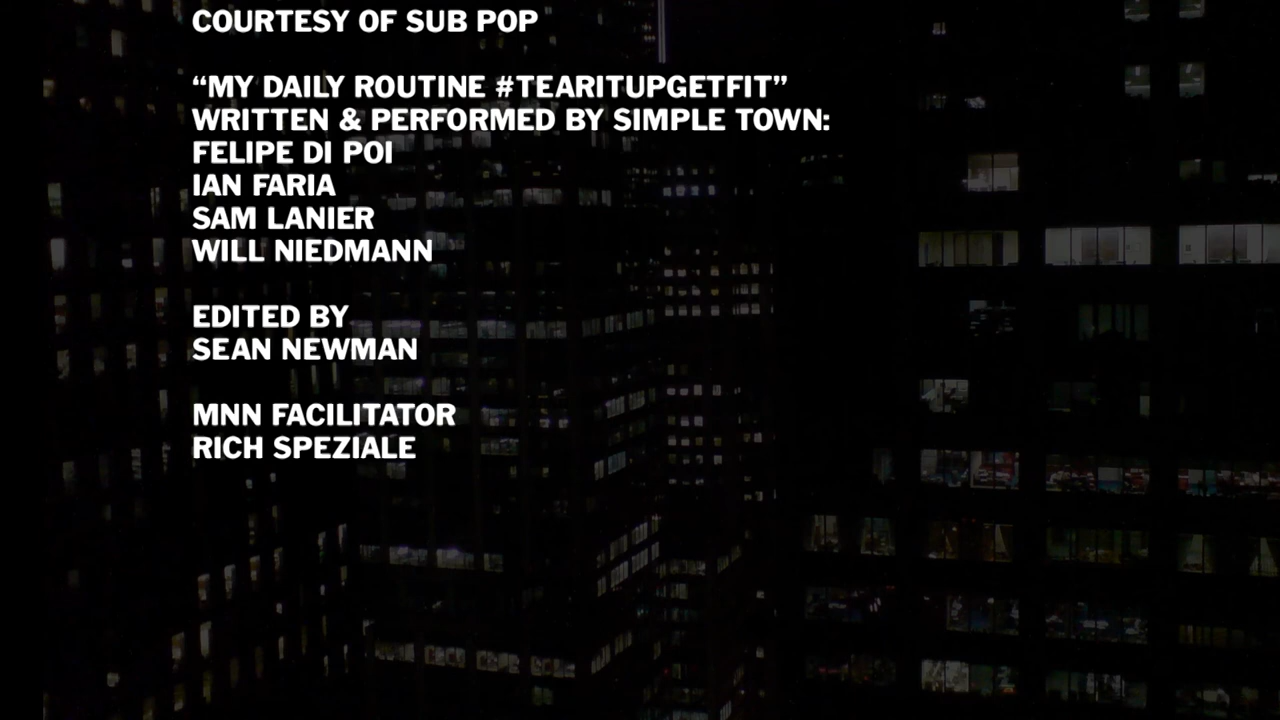 COURTESY OF SUB POP
“MY DAILY ROUTINE #TEARITUPGETFIT”
WRITTEN & PERFORMED BY SIMPLE TOWN:
FELIPE DI POI
IAN FARIA
SAM LANIER
WILL NIEDMANN
EDITED BY
SEAN NEWMAN
MNN FACILITATOR
RICH SPEZIALE